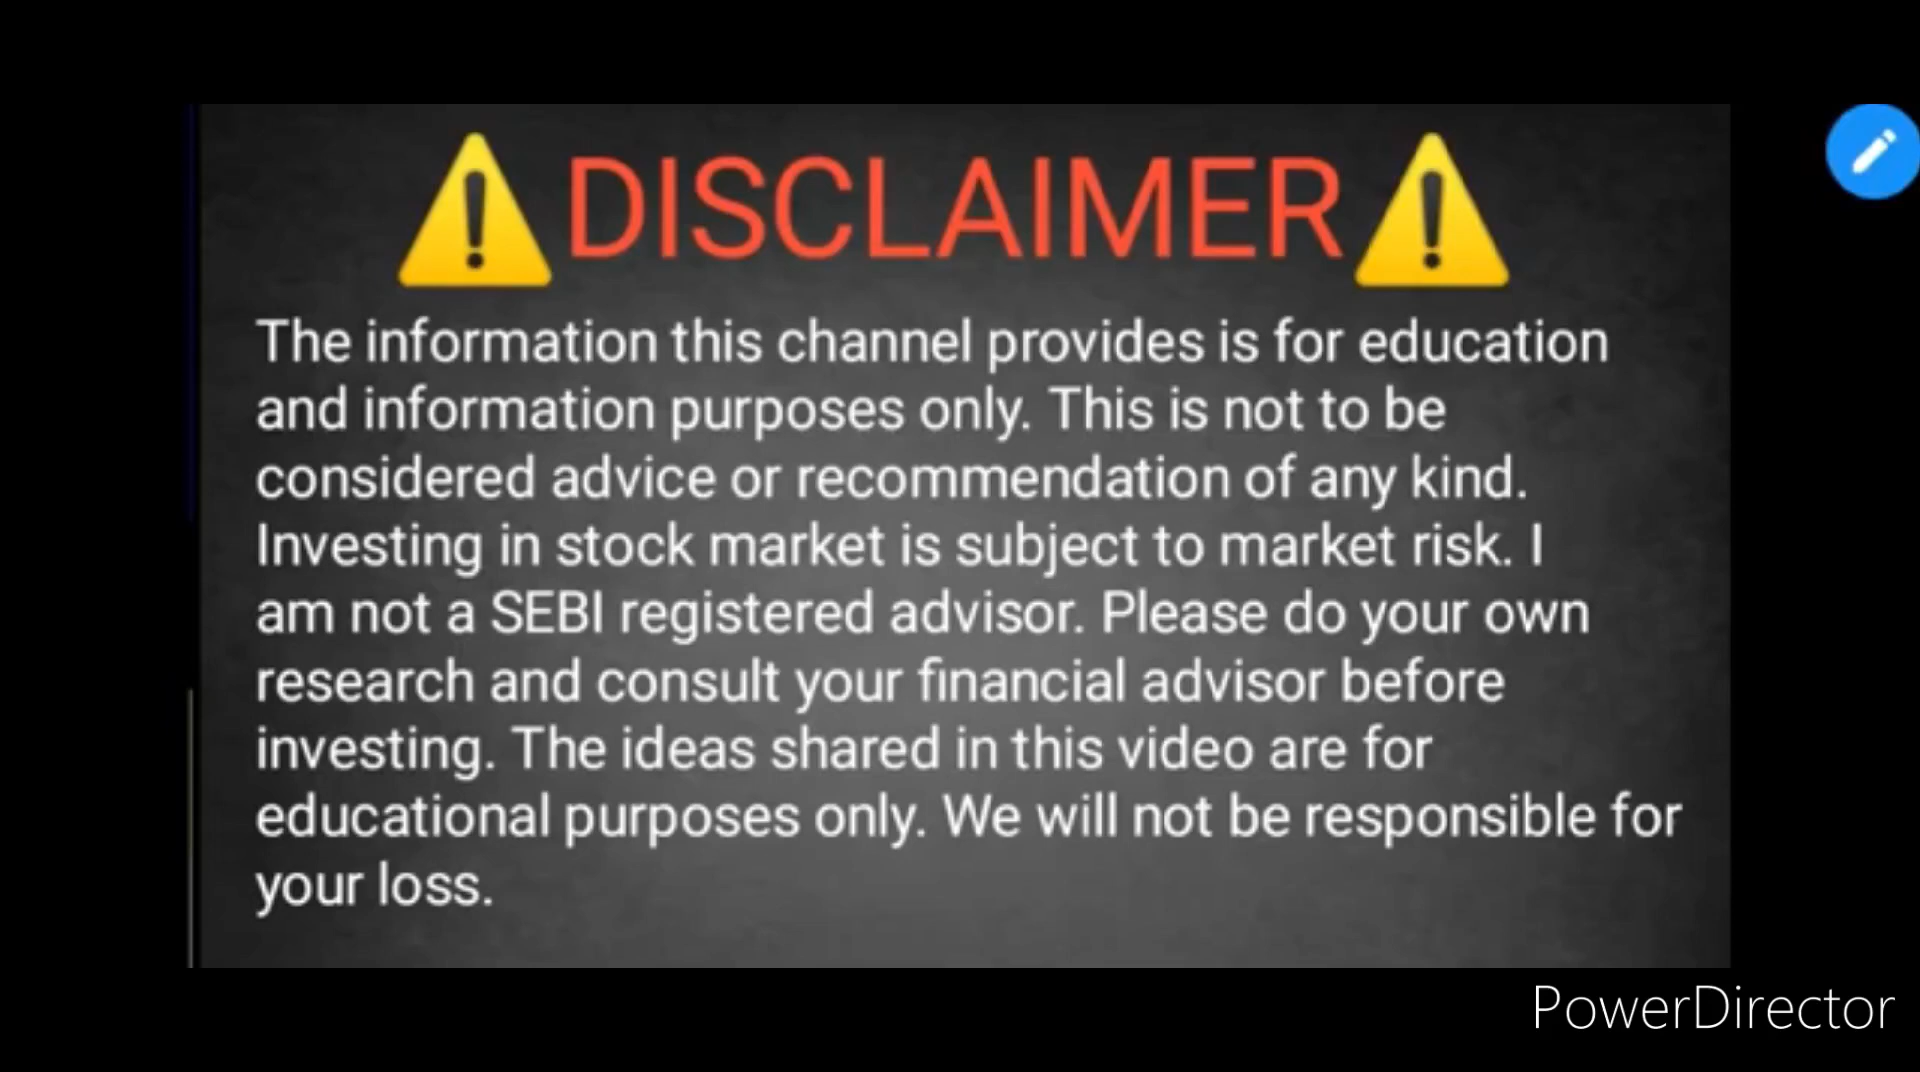 ⚠DISCLAIMER⚠
The information this channel provides is for education
and information purposes only. This is not to be
considered advice or recommendation of any kind.
Investing in stock market is subject to market risk. I
am not a SEBI registered advisor. Please do your own
research and consult your financial advisor before
investing. The ideas shared in this video are for
educational purposes only. We will not be responsible for
your loss.
PowerDirector